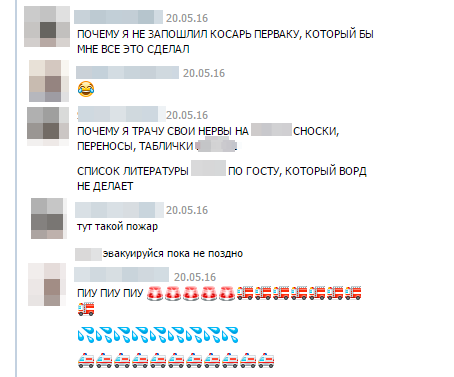 20.05.16
ПОЧЕМУ Я НЕ ЗАПОШЛИЛ КОСАРЬ ПЕРВАКУ, КОТОРЫЙ БЫ
МНЕ ВСЕ ЭТО СДЕЛАЛ
20.05.16
😂
20.05.16
ПОЧЕМУ Я ТРАЧУ СВОИ НЕРВЫ НА СНОСКИ,
ПЕРЕНОСЫ, ТАБЛИЧКИ
СПИСОК ЛИТЕРАТУРЫ ПО ГОСТУ, КОТОРЫЙ ВОРД
НЕ ДЕЛАЕТ
20.05.16
тут такой пожар
эвакуируйся пока не поздно
20.05.16
ПИУ ПИУ ПИУ 🚨🚨🚨🚨🚨🚒🚒🚒🚒🚒🚒🚒
🚒
💦💦💦💦💦💦💦💦💦
🚑🚑🚑🚑🚑🚑🚑🚑🚑🚑🚑